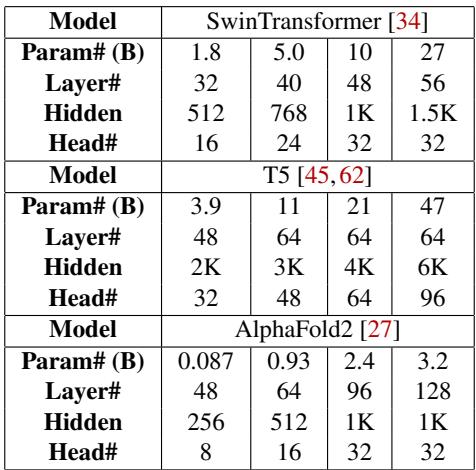 Model SwinTransformer [34]
Param# (B) 1.8 5.0 10 27
Layer# 32 40 48 56
Hidden 512 768 1K 1.5K
Head# 16 24 32 32
Model T5 [45,62]
Param# (B) 3.9 11 21 47
Layer# 48 64 64 64
Hidden 2K 3K 4K 6K
Head# 32 48 64 96
Model AlphaFold2 [27]
Param# (B) 0.087 0.93 2.4 3.2
Layer# 48 64 96 128
Hidden 256 512 1K 1K
Head# 8 16 32 32